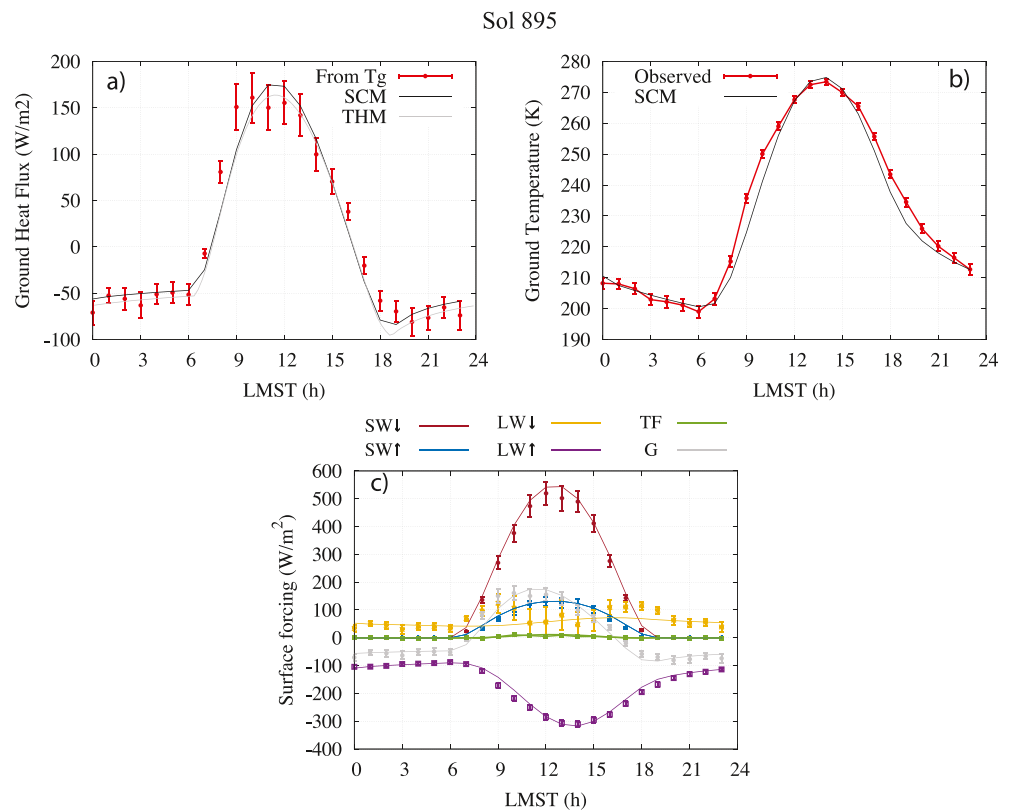 Sol 895
a)
From Tg
SCM
THM
Ground Heat Flux (W/m2)
200
150
100
50
0
-50
-100
0 3 6 9 12 15 18 21 24
LMST (h)
b)
Observed
SCM
Ground Temperature (K)
280
270
260
250
240
230
220
210
200
190
0 3 6 9 12 15 18 21 24
LMST (h)
SW↓ LW↓ TF
SW↑ LW↑ G
c)
Surface forcing (W/m²)
600
500
400
300
200
100
0
-100
-200
-300
-400
0 3 6 9 12 15 18 21 24
LMST (h)